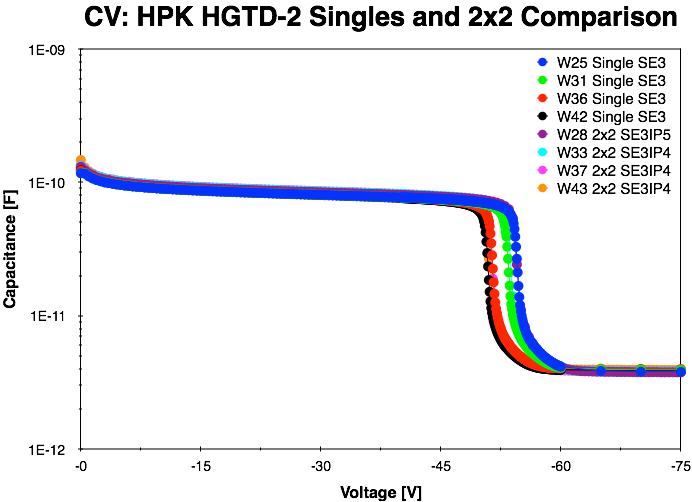 CV: HPK HGTD-2 Singles and 2x2 Comparison
1E-09
W25 Single SE3
W31 Single SE3
W36 Single SE3
W42 Single SE3
W28 2x2 SE3IP5
W33 2x2 SE3IP4
W37 2x2 SE3IP4
W43 2x2 SE3IP4
1E-10
Capacitance [F]
1E-11
1E-12
-0 -15 -30 -45 -60 -75
Voltage [V]